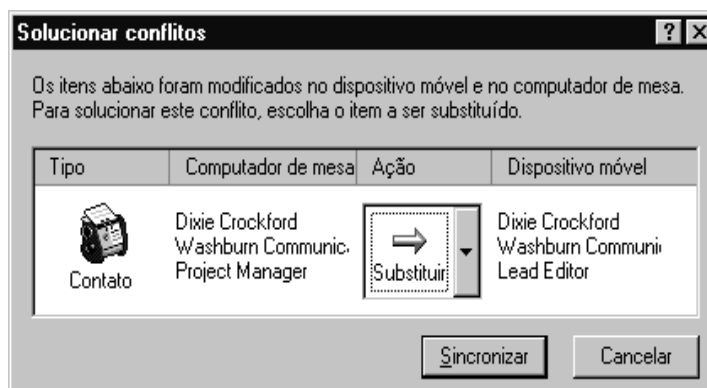 Solucionar conflitos
Os itens abaixo foram modificados no dispositivo móvel e no computador de mesa.
Para solucionar este conflito, escolha o item a ser substituído.
Tipo Computador de mesa Ação Dispositivo móvel
Dixie Crockford Dixie Crockford
Washburn Communic. Washburn Communi
Project Manager Substituir Lead Editor
Contato
Sincronizar Cancelar